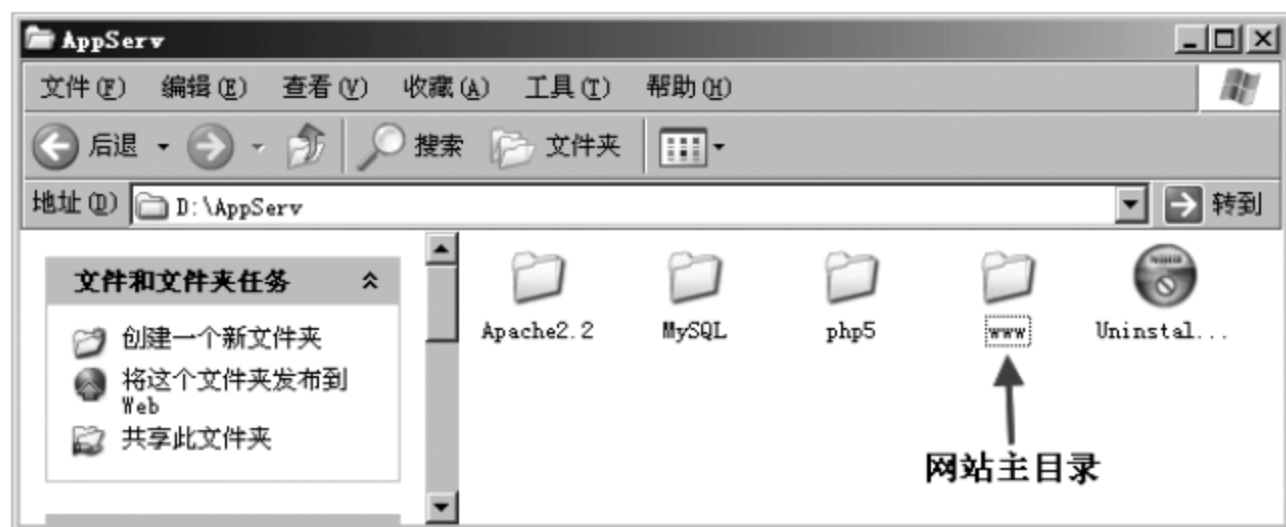 AppServ
文件(F) 编辑(E) 查看(V) 收藏(A) 工具(T) 帮助(H)
后退 搜索 文件夹
地址(D) D:\AppServ 转到
文件和文件夹任务
创建一个新文件夹
将这个文件夹发布到
Web
共享此文件夹
Apache2.2 MySQL php5 www Uninstal...
网站主目录